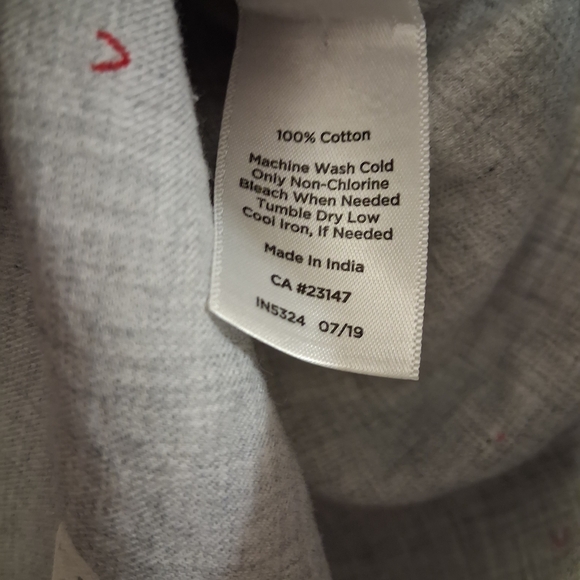 100% Cotton
Machine Wash Cold
Only Non-Chlorine
Bleach When Needed
Tumble Dry Low
Cool Iron, If Needed
Made In India
CA #23147
IN5324 07/19